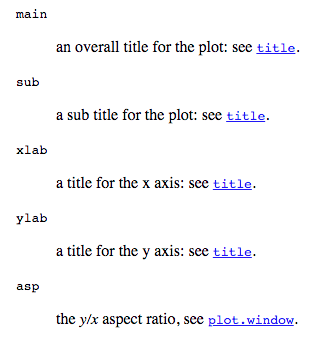 main
an overall title for the plot: see title.
sub
a sub title for the plot: see title.
xlab
a title for the x axis: see title.
ylab
a title for the y axis: see title.
asp
the y/x aspect ratio, see plot.window.